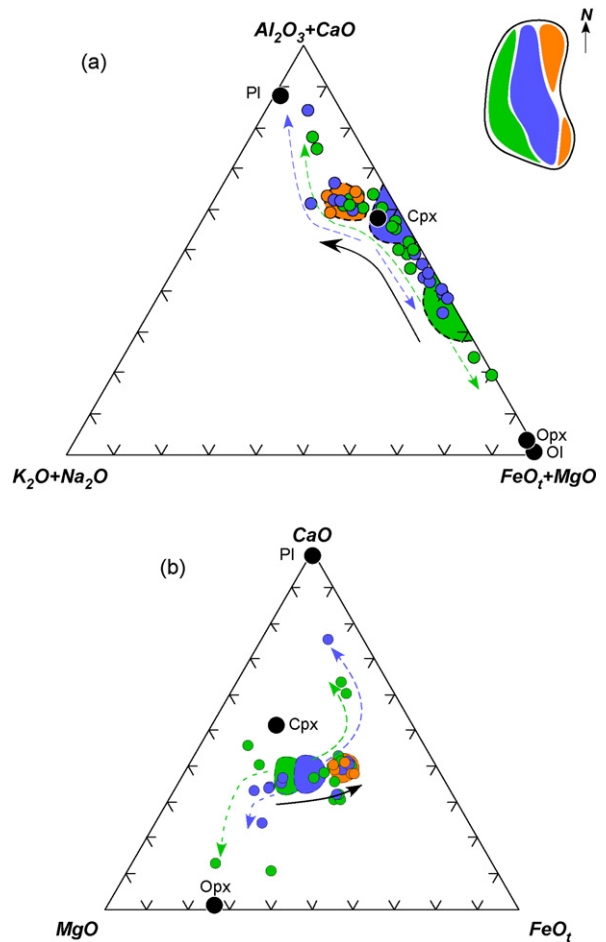 (a)
Al₂O₃+CaO
N
Pl
Cpx
Opx
Ol
K₂O+Na₂O
FeOₜ+MgO
(b)
CaO
Pl
Cpx
Opx
MgO
FeOₜ